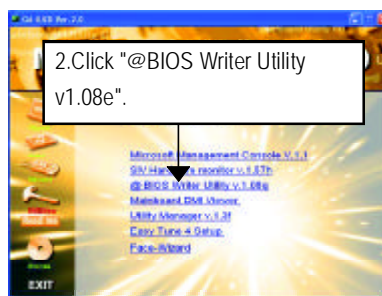 2.Click "@BIOS Writer Utility
v1.08e".
Microsoft Management Console V.1.1
SIV Hardware monitor v.1.07h
@ BIOS Writer Utility v.1.08e
Mainboard DMI Viewer.
Utility Manager v.1.3f
Easy Tune 4 Setup.
Face-Wizard
EXIT